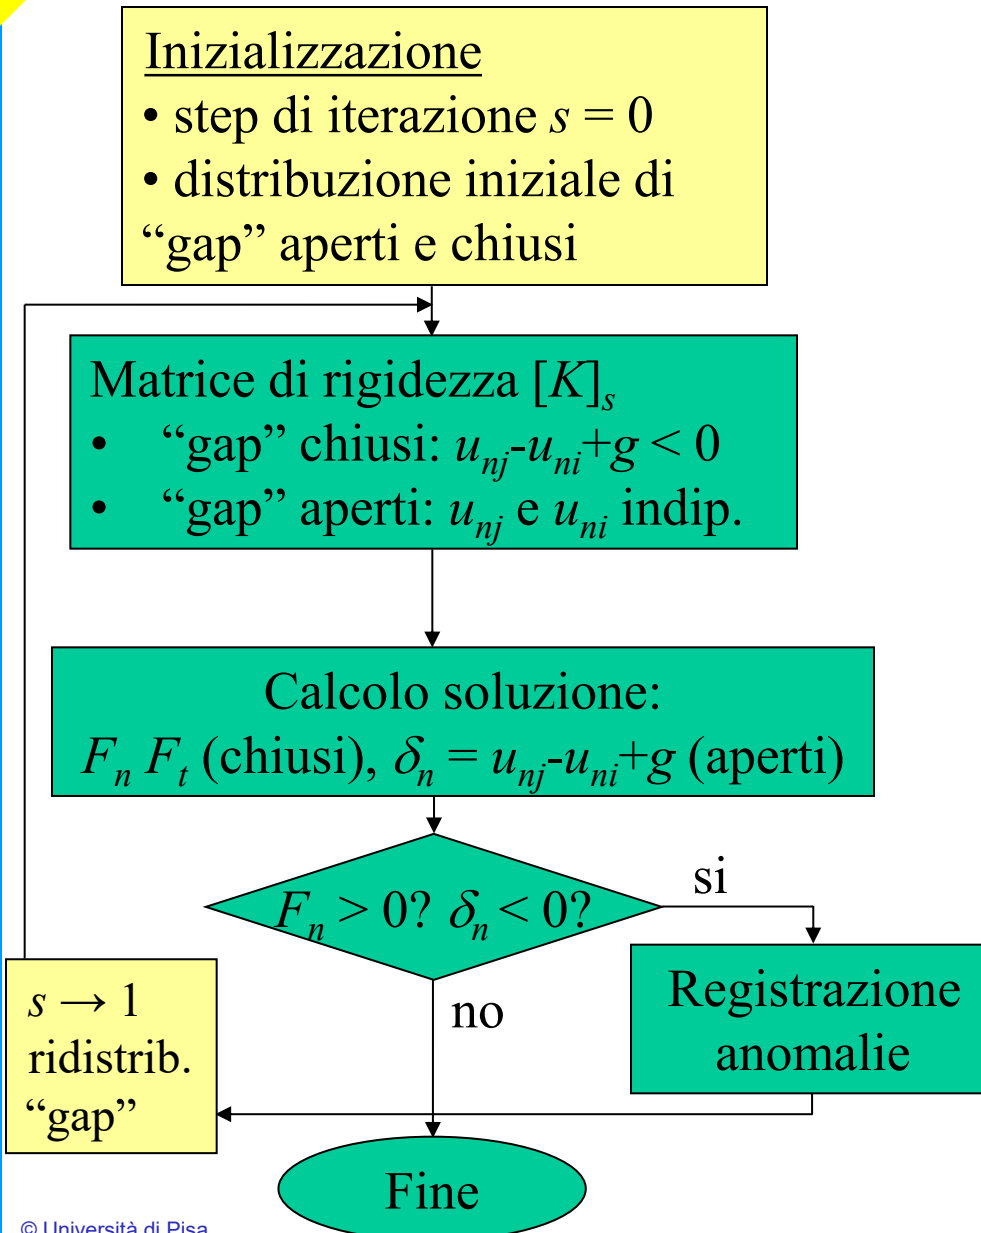 Inizializzazione
• step di iterazione s = 0
• distribuzione iniziale di
“gap” aperti e chiusi
Matrice di rigidezza [K]s
• “gap” chiusi: unj-uni+g < 0
• “gap” aperti: unj e uni indip.
Calcolo soluzione:
Fn Ft (chiusi), δn = unj-uni+g (aperti)
Fn > 0? δn < 0?
si
Registrazione
anomalie
no
s → 1
ridistrib.
“gap”
Fine
© Università di Pisa